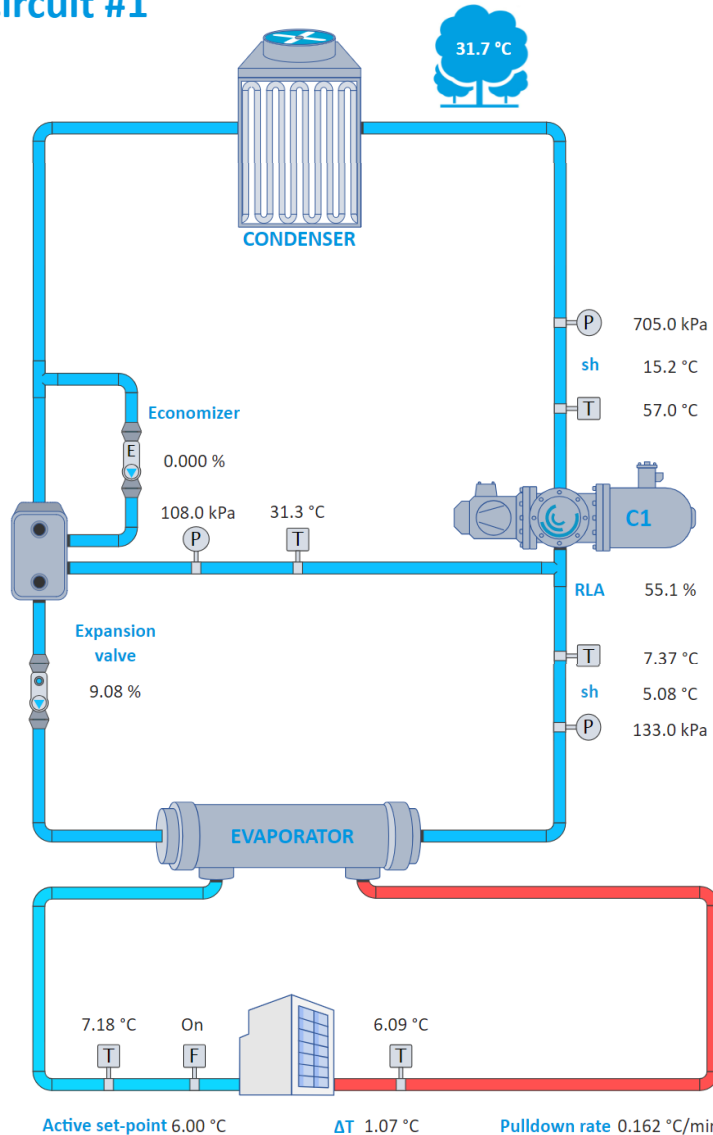 ircuit #1
31.7 °C
CONDENSER
P 705.0 kPa
sh 15.2 °C
T 57.0 °C
Economizer
E
0.000 %
108.0 kPa 31.3 °C
P T
C1
RLA 55.1 %
Expansion
valve
9.08 %
T 7.37 °C
sh 5.08 °C
P 133.0 kPa
EVAPORATOR
7.18 °C On 6.09 °C
T F T
Active set-point 6.00 °C ΔT 1.07 °C Pulldown rate 0.162 °C/min